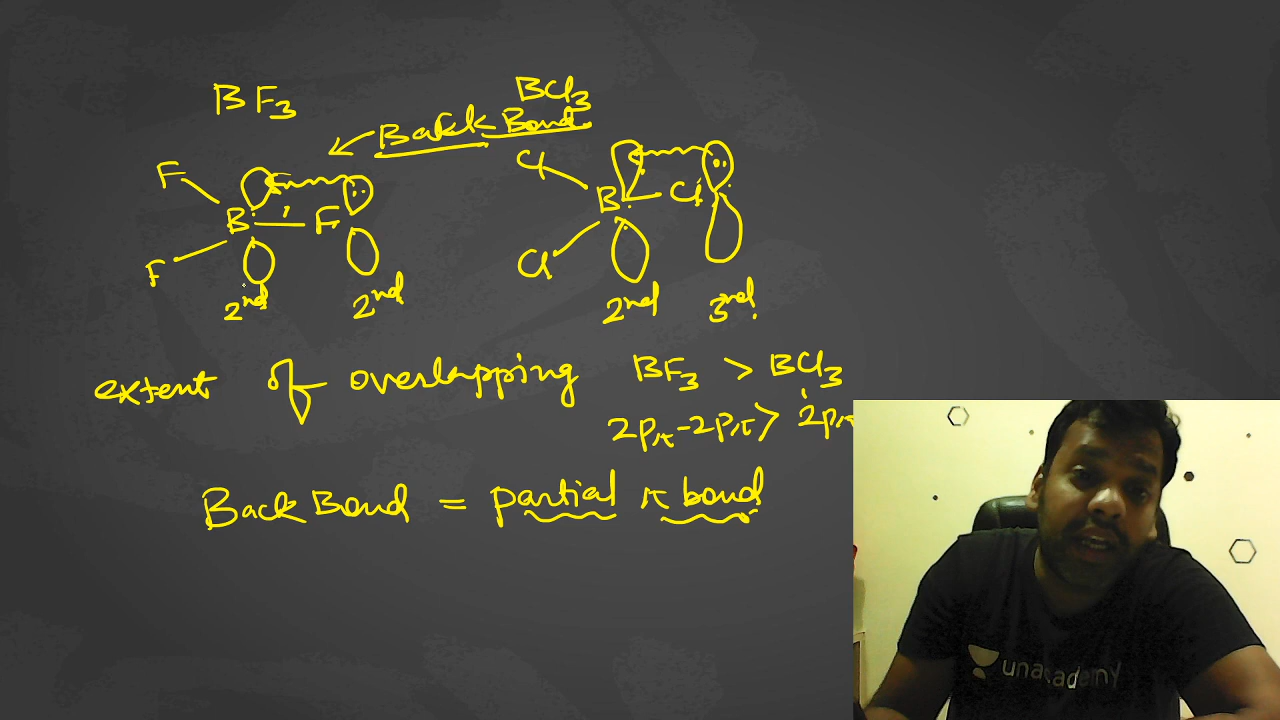 BF3
BCl3
Back Bond
F
B
F
F
Cl
B
Cl
Cl
2nd
2nd
2nd
3nd
extent of overlapping BF3 > BCl3
2pπ-2pπ > 2pπ
Back Bond = partial π bond
unacademy